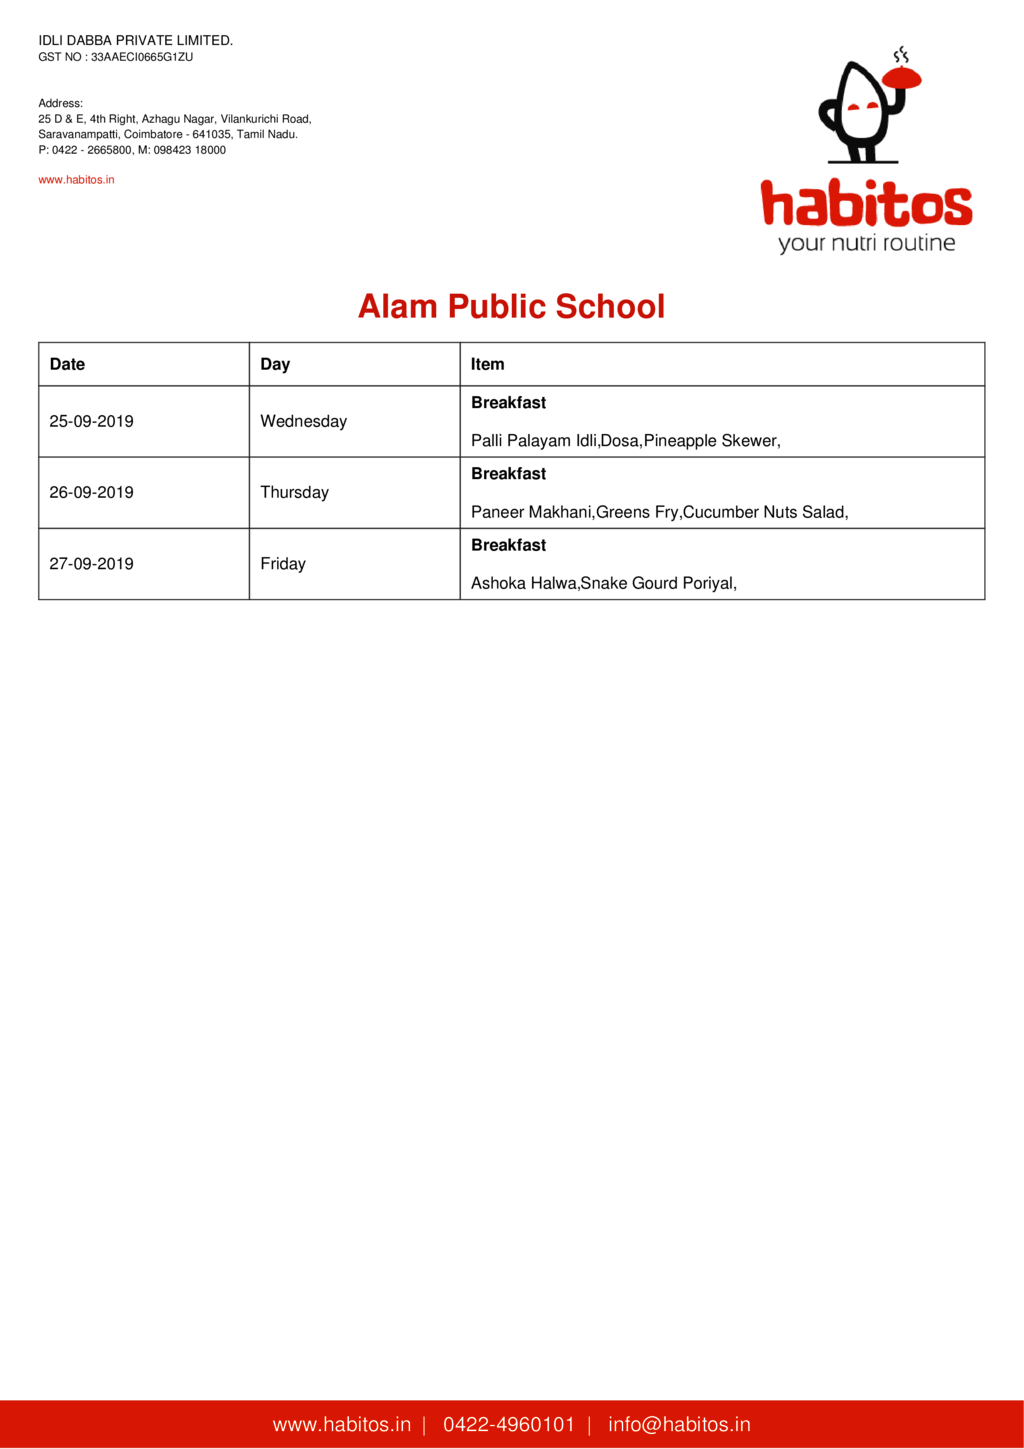 IDLI DABBA PRIVATE LIMITED.
GST NO : 33AAECI0665G1ZU
Address:
25 D & E, 4th Right, Azhagu Nagar, Vilankurichi Road,
Saravanampatti, Coimbatore - 641035, Tamil Nadu.
P: 0422 - 2665800, M: 098423 18000
www.habitos.in
habitos
your nutri routine
Alam Public School
Date Day Item
25-09-2019 Wednesday Breakfast
Palli Palayam Idli,Dosa,Pineapple Skewer,
26-09-2019 Thursday Breakfast
Paneer Makhani,Greens Fry,Cucumber Nuts Salad,
27-09-2019 Friday Breakfast
Ashoka Halwa,Snake Gourd Poriyal,
www.habitos.in | 0422-4960101 | info@habitos.in